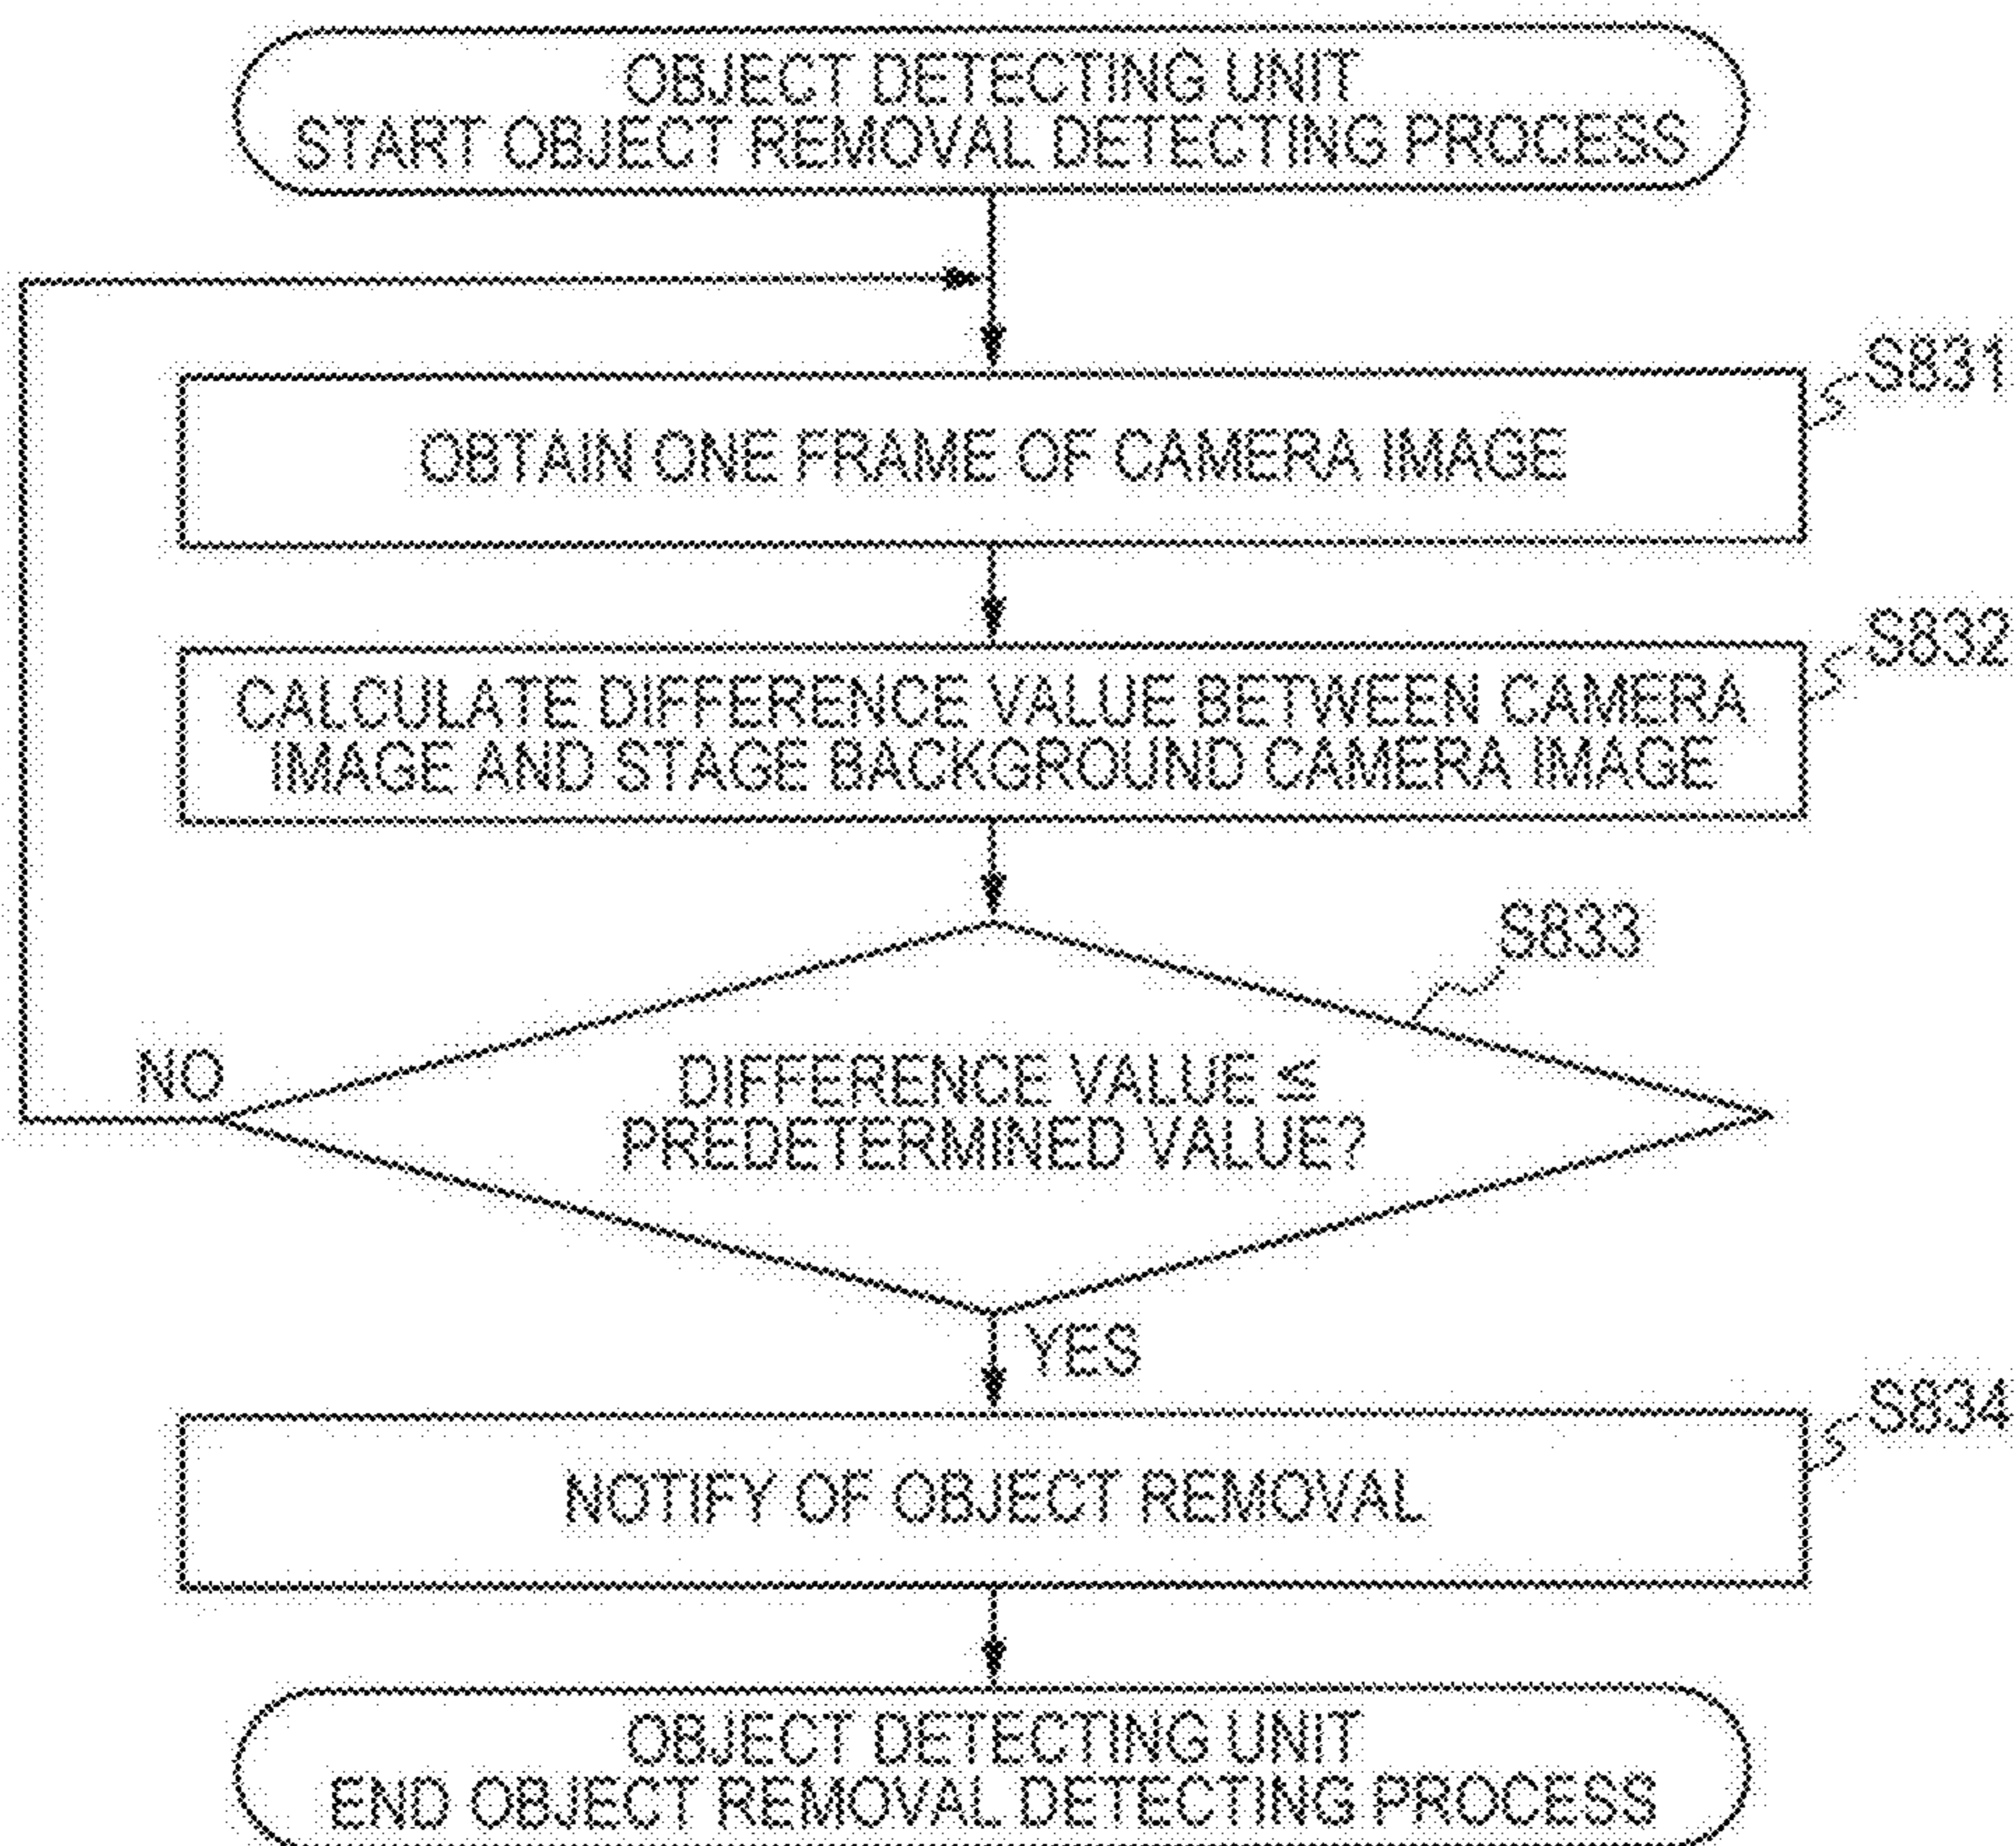 OBJECT DETECTING UNIT
START OBJECT REMOVAL DETECTING PROCESS
S831
OBTAIN ONE FRAME OF CAMERA IMAGE
S832
CALCULATE DIFFERENCE VALUE BETWEEN CAMERA
IMAGE AND STAGE BACKGROUND CAMERA IMAGE
S833
NO
DIFFERENCE VALUE ≤
PREDETERMINED VALUE?
YES
S834
NOTIFY OF OBJECT REMOVAL
OBJECT DETECTING UNIT
END OBJECT REMOVAL DETECTING PROCESS